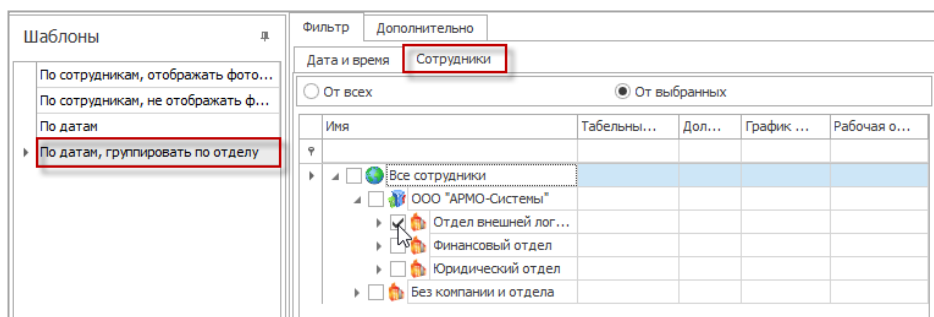 Шаблоны
По сотрудникам, отображать фото...
По сотрудникам, не отображать ф...
По датам
По датам, группировать по отделу
Фильтр Дополнительно
Дата и время Сотрудники
От всех От выбранных
Имя Табельны... Дол... График ... Рабочая о...
Все сотрудники
ООО "АРМО-Системы"
Отдел внешней лог...
Финансовый отдел
Юридический отдел
Без компании и отдела